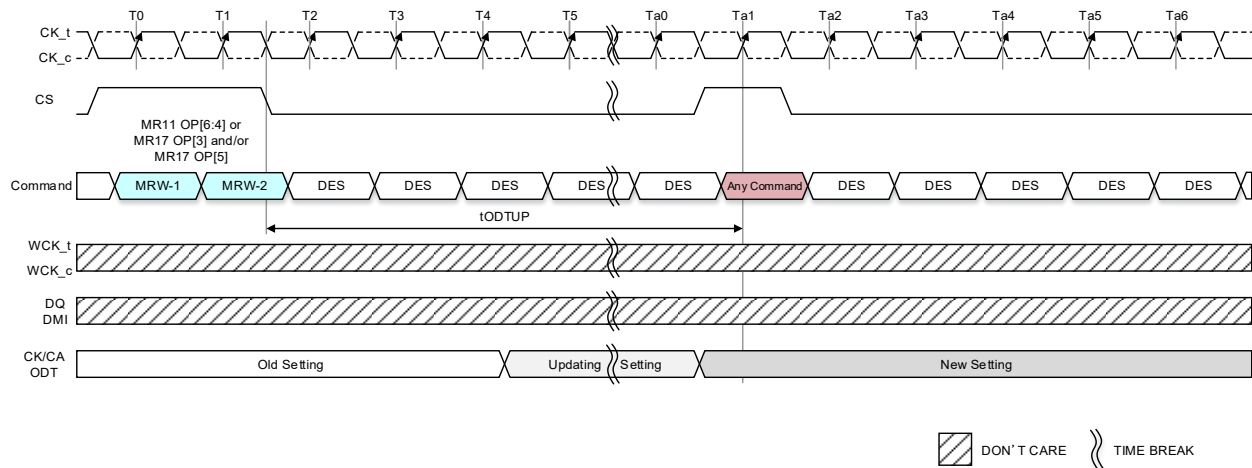 T0 T1 T2 T3 T4 T5 Ta0 Ta1 Ta2 Ta3 Ta4 Ta5 Ta6
CK_t
CK_c
CS
MR11 OP[6:4] or
MR17 OP[3] and/or
MR17 OP[5]
Command MRW-1 MRW-2 DES DES DES DES DES Any Command DES DES DES DES DES
tODTUP
WCK_t
WCK_c
DQ
DMI
CK/CA
ODT
Old Setting Updating Setting New Setting
DON'T CARE TIME BREAK